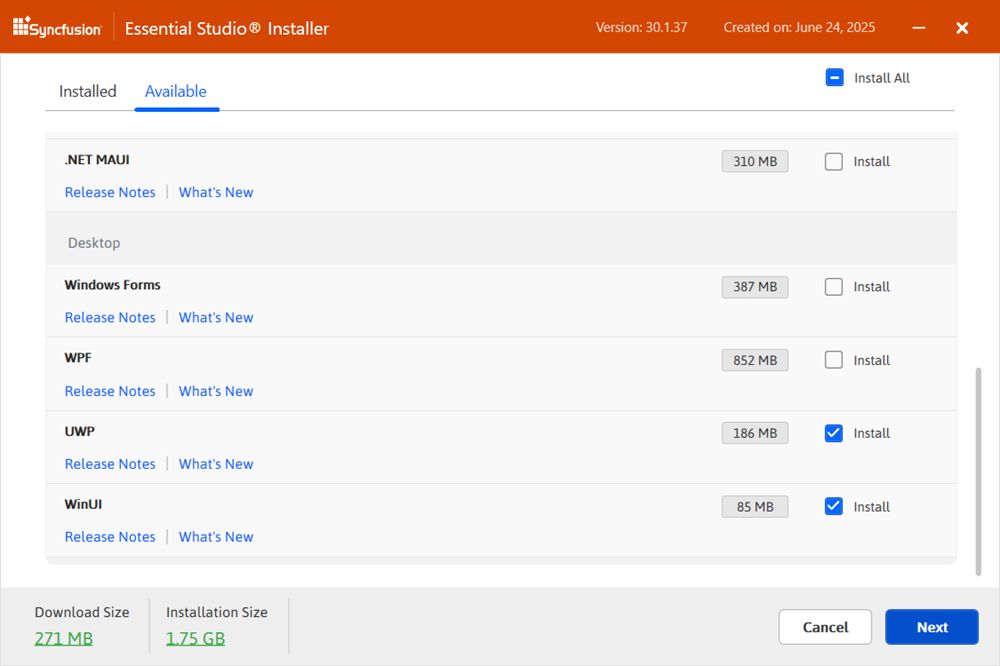 Syncfusion Essential Studio® Installer Version: 30.1.37 Created on: June 24, 2025
Install All
Installed Available
.NET MAUI 310 MB Install
Release Notes | What's New
Desktop
Windows Forms 387 MB Install
Release Notes | What's New
WPF 852 MB Install
Release Notes | What's New
UWP 186 MB Install
Release Notes | What's New
WinUI 85 MB Install
Release Notes | What's New
Download Size Installation Size
271 MB 1.75 GB
Cancel Next